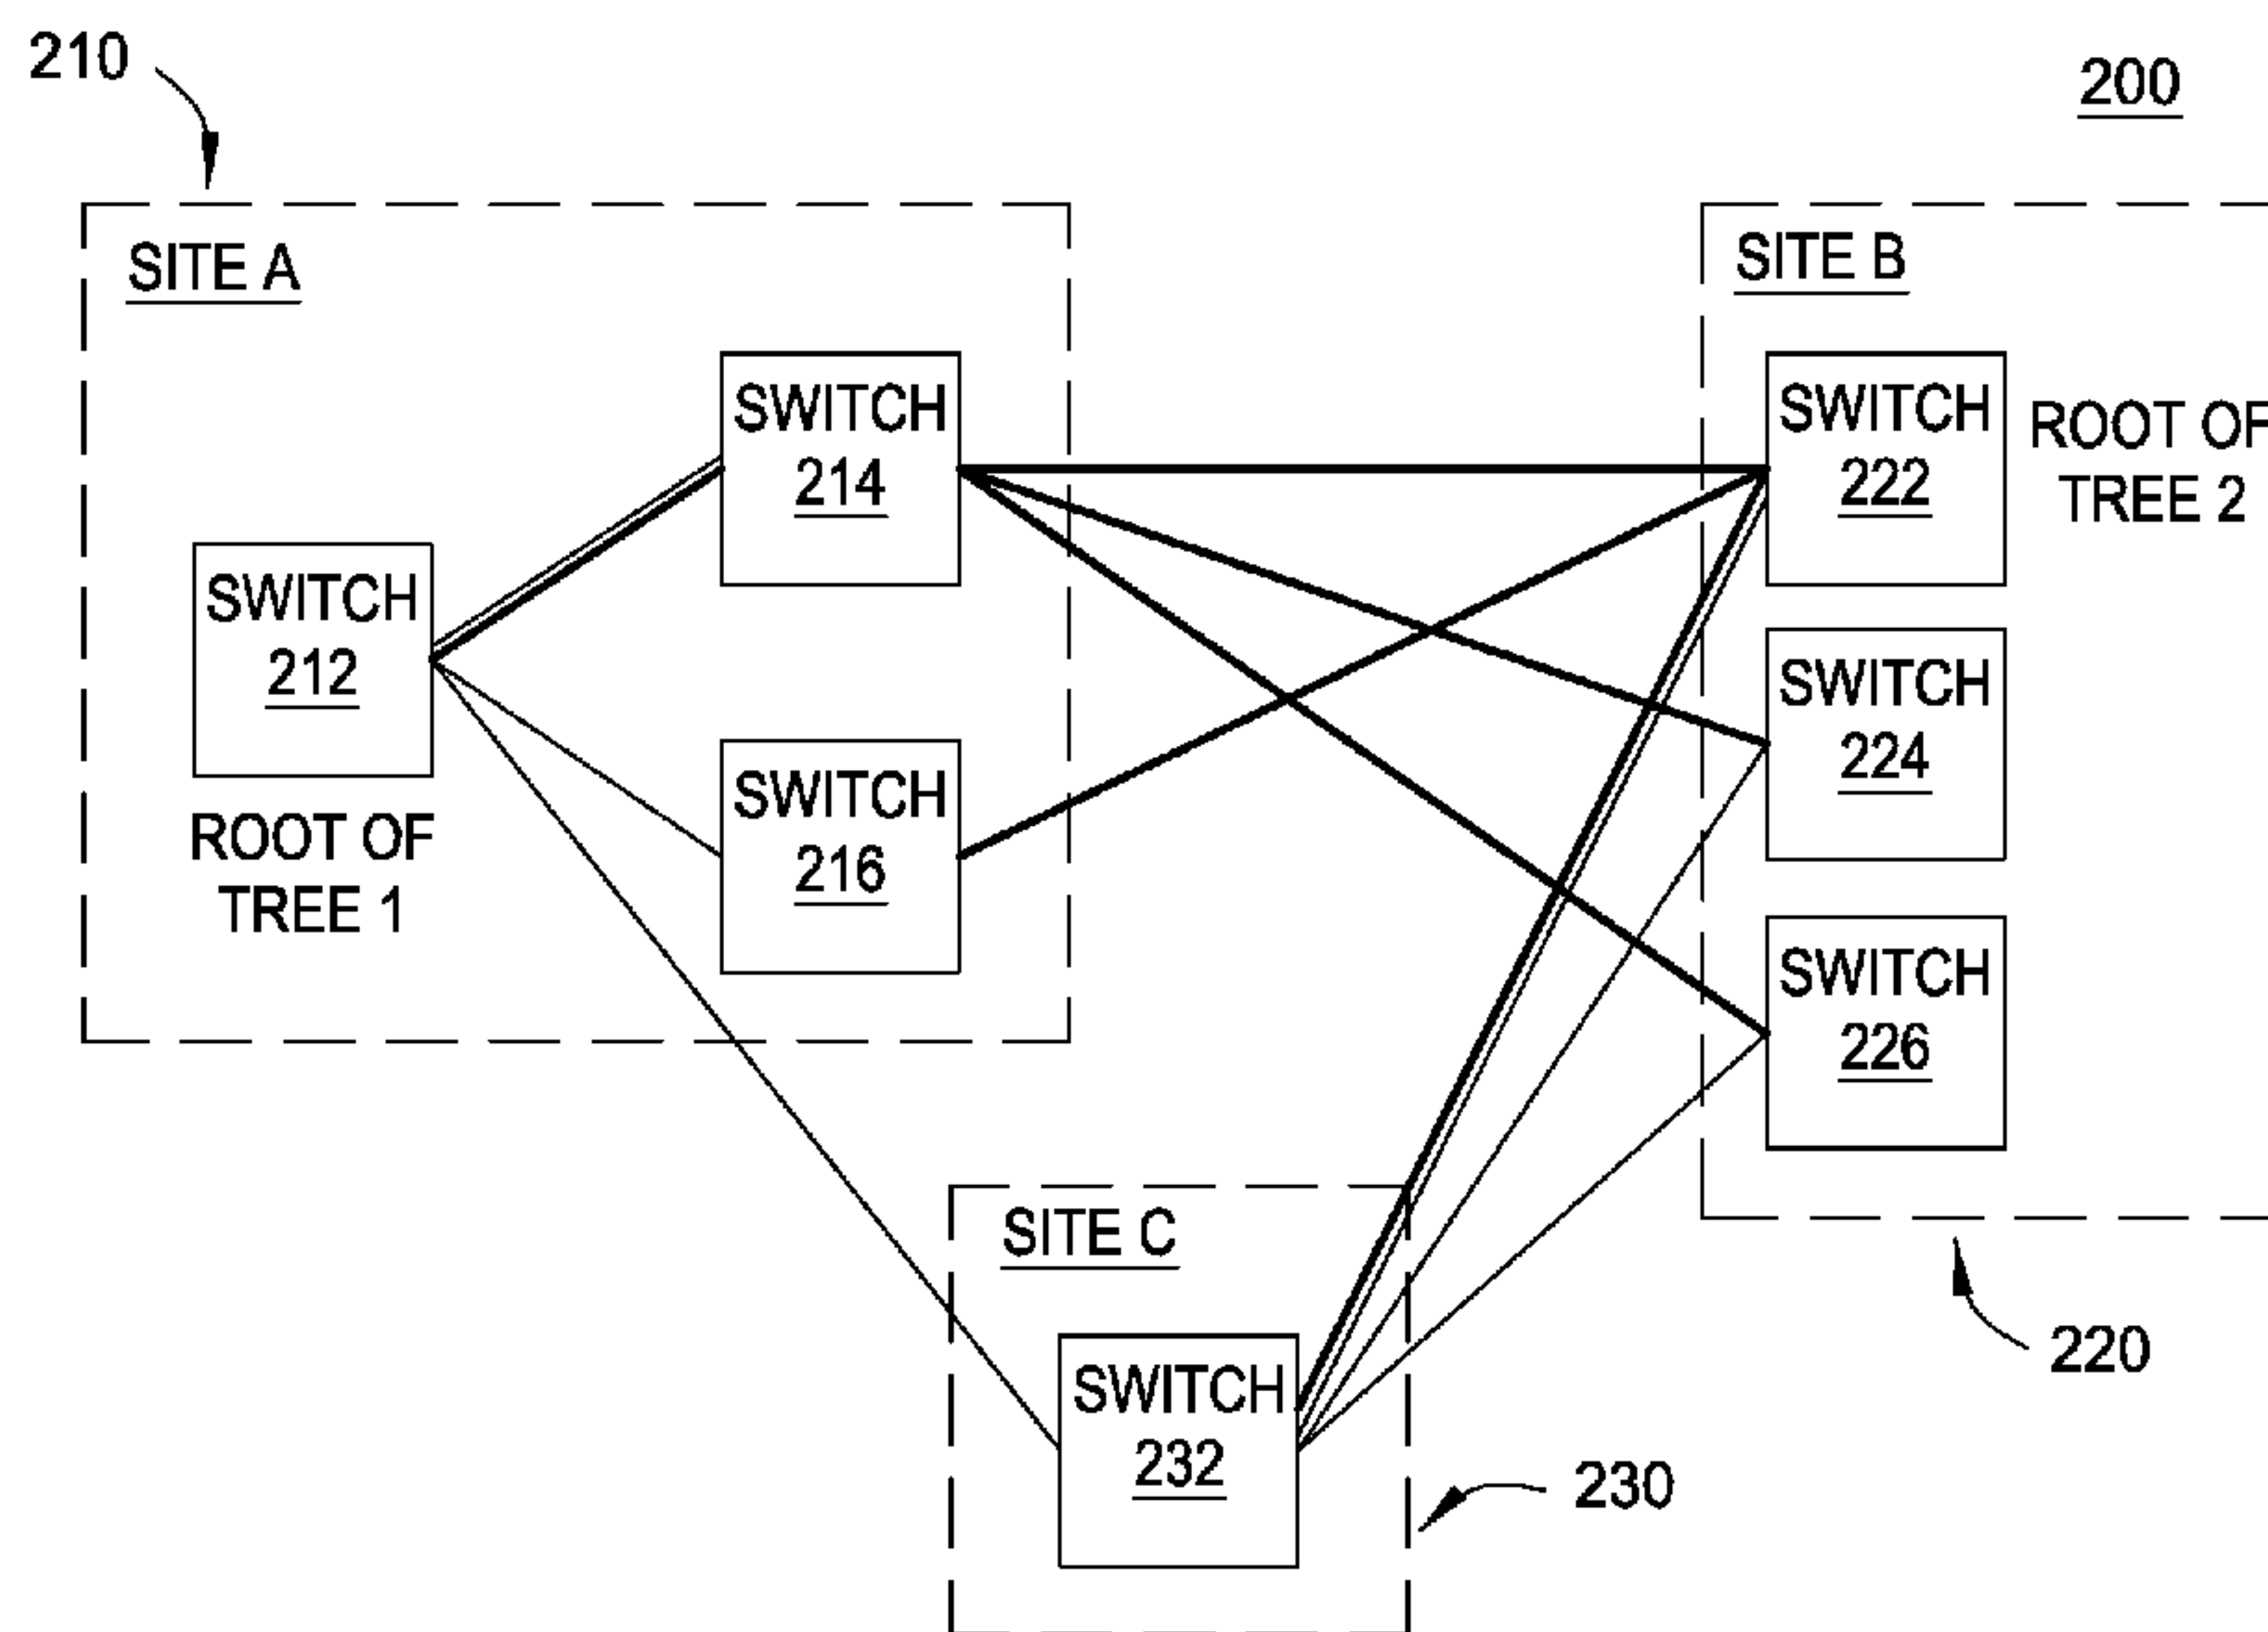 210
200
SITE A
SITE B
SWITCH
214
SWITCH
222
ROOT OF
TREE 2
SWITCH
212
ROOT OF
TREE 1
SWITCH
216
SWITCH
224
SWITCH
226
SITE C
SWITCH
232
220
230